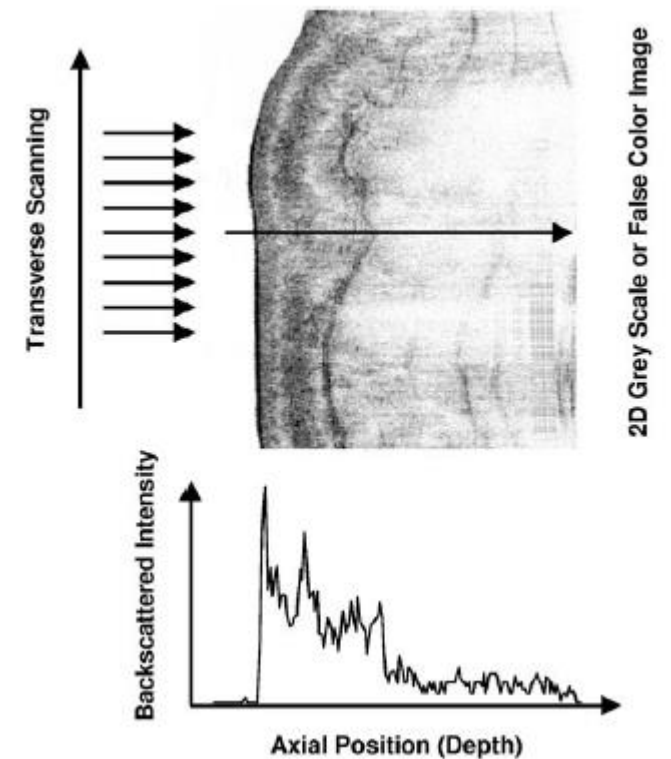 Transverse Scanning
2D Grey Scale or False Color Image
Backscattered Intensity
Axial Position (Depth)